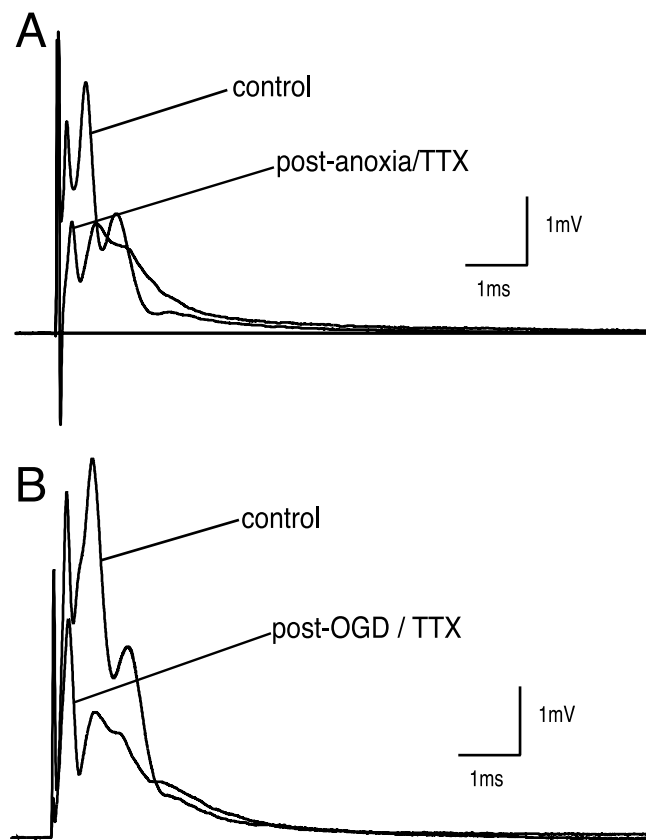 A
control
post-anoxia/TTX
1mV
1ms
B
control
post-OGD / TTX
1mV
1ms